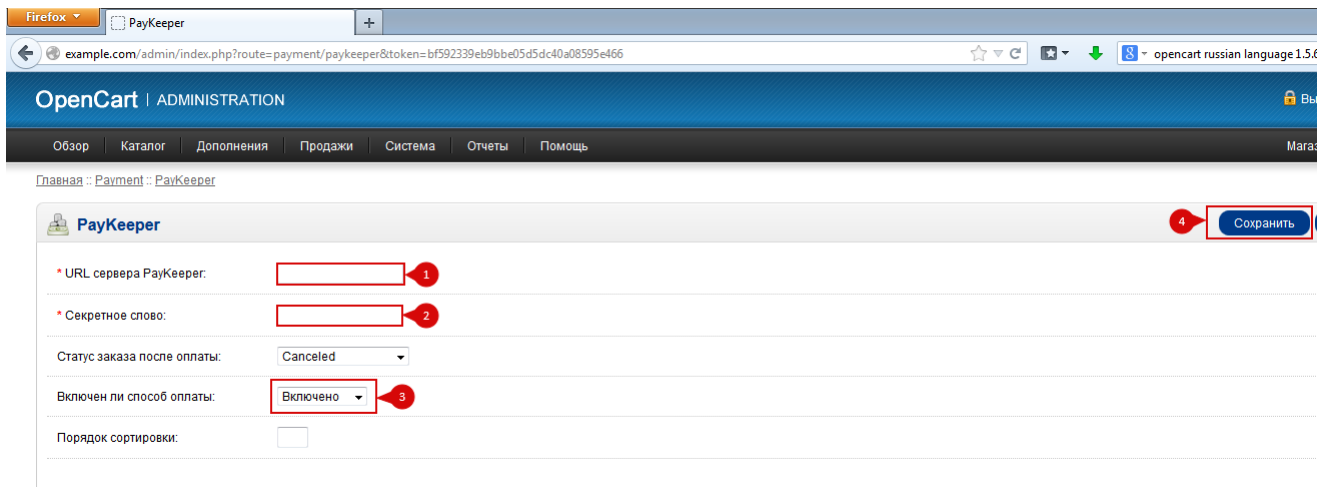 Firefox
PayKeeper
example.com/admin/index.php?route=payment/paykeeper&token=bf592339eb9bbe05d5dc40a08595e466
opencart russian language 1.5.6
OpenCart | ADMINISTRATION
Обзор Каталог Дополнения Продажи Система Отчеты Помощь
Главная :: Payment :: PayKeeper
PayKeeper
4 Сохранить
* URL сервера PayKeeper: 1
* Секретное слово: 2
Статус заказа после оплаты: Canceled
Включен ли способ оплаты: Включено 3
Порядок сортировки: